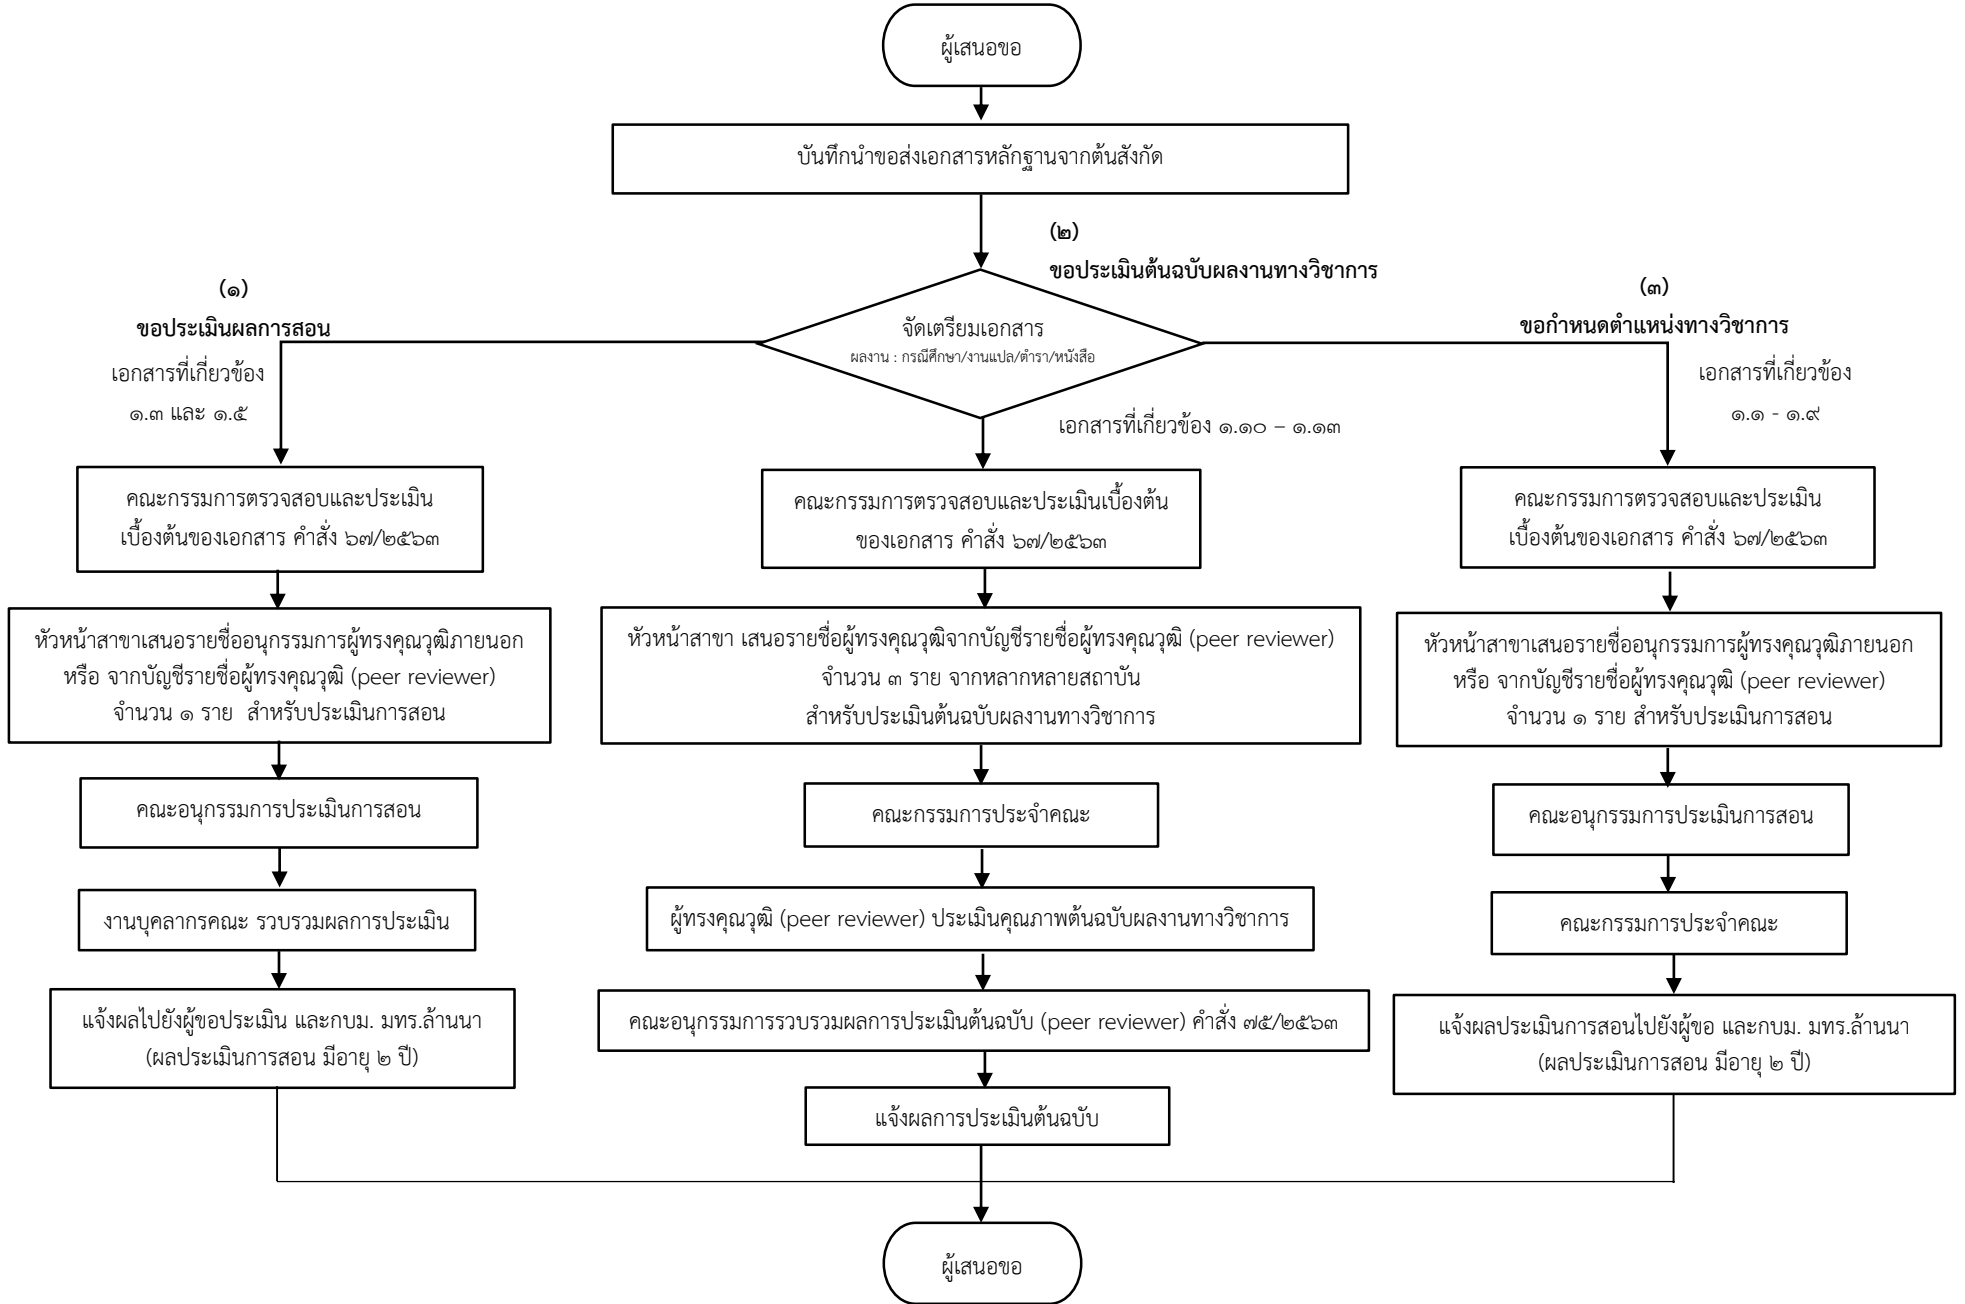 ผู้เสนอขอ
บันทึกนำขอส่งเอกสารหลักฐานจากต้นสังกัด
(๒)
ขอประเมินต้นฉบับผลงานทางวิชาการ
(๑)
ขอประเมินผลการสอน
(๓)
ขอกำหนดตำแหน่งทางวิชาการ
จัดเตรียมเอกสาร
ผลงาน : กรณีศึกษา/งานแปล/ตำรา/หนังสือ
เอกสารที่เกี่ยวข้อง
๑.๓ และ ๑.๕
เอกสารที่เกี่ยวข้อง ๑.๑๐ – ๑.๑๓
เอกสารที่เกี่ยวข้อง
๑.๑ - ๑.๙
คณะกรรมการตรวจสอบและประเมิน
เบื้องต้นของเอกสาร คำสั่ง ๖๗/๒๕๖๓
หัวหน้าสาขาเสนอรายชื่ออนุกรรมการผู้ทรงคุณวุฒิภายนอก
หรือ จากบัญชีรายชื่อผู้ทรงคุณวุฒิ (peer reviewer)
จำนวน ๑ ราย สำหรับประเมินการสอน
คณะอนุกรรมการประเมินการสอน
งานบุคลากรคณะ รวบรวมผลการประเมิน
แจ้งผลไปยังผู้ขอประเมิน และกบม. มทร.ล้านนา
(ผลประเมินการสอน มีอายุ ๒ ปี)
คณะกรรมการตรวจสอบและประเมินเบื้องต้น
ของเอกสาร คำสั่ง ๖๗/๒๕๖๓
หัวหน้าสาขา เสนอรายชื่อผู้ทรงคุณวุฒิจากบัญชีรายชื่อผู้ทรงคุณวุฒิ (peer reviewer)
จำนวน ๓ ราย จากหลากหลายสถาบัน
สำหรับประเมินต้นฉบับผลงานทางวิชาการ
คณะกรรมการประจำคณะ
ผู้ทรงคุณวุฒิ (peer reviewer) ประเมินคุณภาพต้นฉบับผลงานทางวิชาการ
คณะอนุกรรมการรวบรวมผลการประเมินต้นฉบับ (peer reviewer) คำสั่ง ๗๕/๒๕๖๓
แจ้งผลการประเมินต้นฉบับ
คณะกรรมการตรวจสอบและประเมิน
เบื้องต้นของเอกสาร คำสั่ง ๖๗/๒๕๖๓
หัวหน้าสาขาเสนอรายชื่ออนุกรรมการผู้ทรงคุณวุฒิภายนอก
หรือ จากบัญชีรายชื่อผู้ทรงคุณวุฒิ (peer reviewer)
จำนวน ๑ ราย สำหรับประเมินการสอน
คณะอนุกรรมการประเมินการสอน
คณะกรรมการประจำคณะ
แจ้งผลประเมินการสอนไปยังผู้ขอ และกบม. มทร.ล้านนา
(ผลประเมินการสอน มีอายุ ๒ ปี)
ผู้เสนอขอ